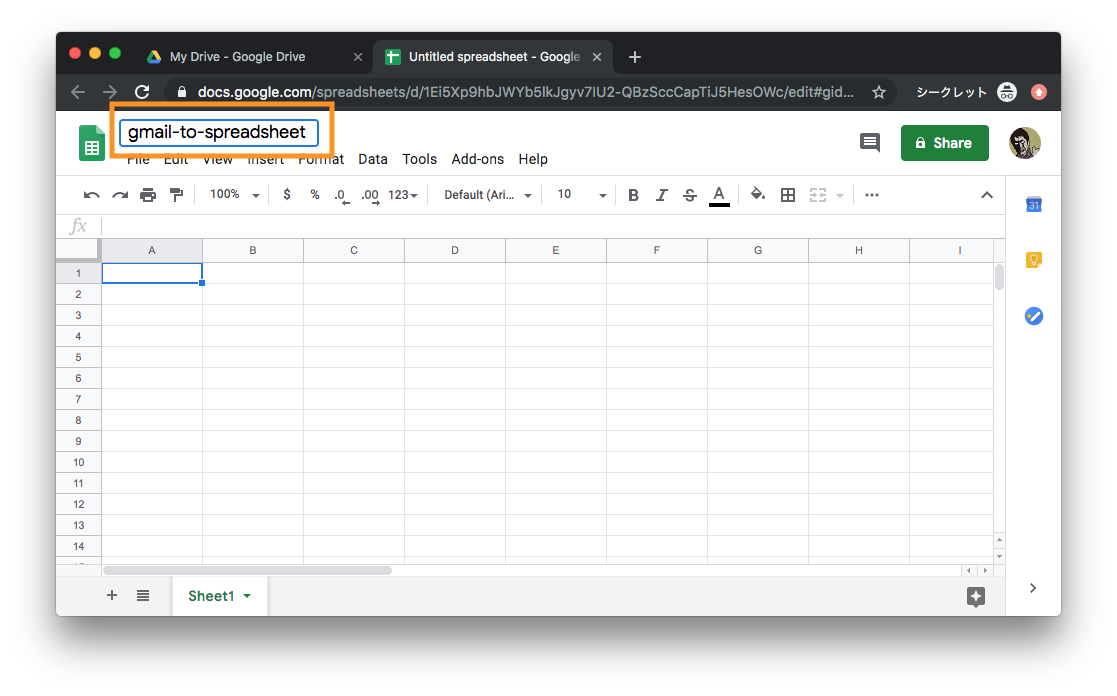 My Drive - Google Drive
Untitled spreadsheet - Google
docs.google.com/spreadsheets/d/1Ei5Xp9hbJWYb5IkJgyv7IU2-QBzSccCapTiJ5HesOWc/edit#gid...
シークレット
gmail-to-spreadsheet
File Edit View Insert Format Data Tools Add-ons Help
Share
100% $ % .0 .00 123 Default (Ari... 10 B I S A
31
fx
A B C D E F G H I
1
2
3
4
5
6
7
8
9
10
11
12
13
14
Sheet1